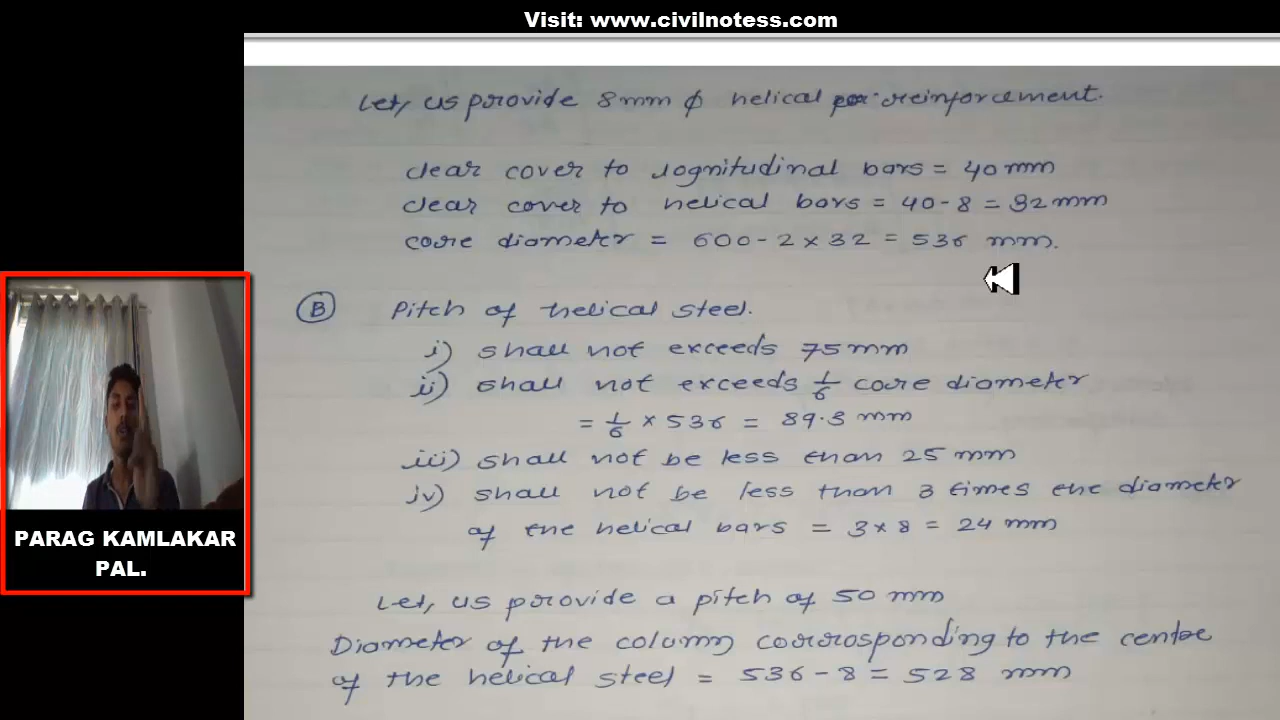 Visit: www.civilnotess.com
Let, us provide 8mm ϕ helical reinforcement.
clear cover to longnitudinal bars = 40 mm
clear cover to helical bars = 40-8 = 32mm
core diameter = 600-2×32 = 536 mm.
B Pitch of helical steel.
i) shall not exceeds 75mm
ii) shall not exceeds 1/6 core diameter
= 1/6 × 536 = 89.3 mm
iii) shall not be less than 25 mm
iv) shall not be less than 3 times the diameter
of the helical bars = 3×8 = 24 mm
PARAG KAMLAKAR
PAL.
Let, us provide a pitch of 50 mm
Diameter of the column corrosponding to the centre
of the helical steel = 536-8 = 528 mm